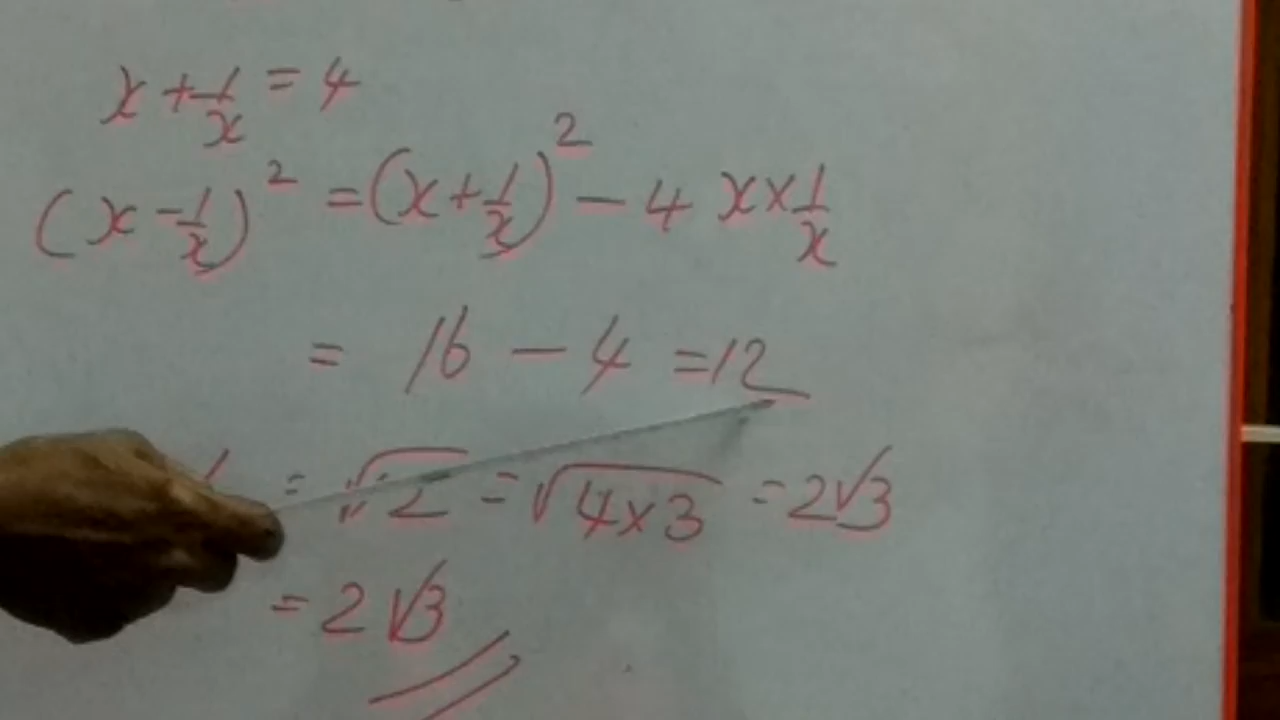 x + 1/x = 4
(x - 1/x)² = (x + 1/x)² - 4 x × 1/x
= 16 - 4 = 12
= √12 = √4×3 = 2√3
= 2√3